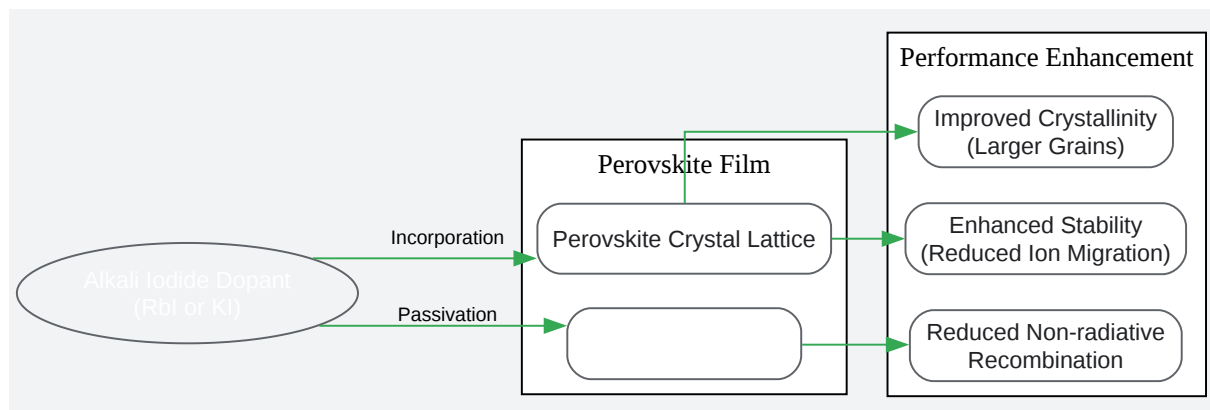 Performance Enhancement
Improved Crystallinity
(Larger Grains)
Perovskite Film
Incorporation
Perovskite Crystal Lattice
Enhanced Stability
(Reduced Ion Migration)
Alkali Iodide Dopant
(RbI or KI)
Passivation
Reduced Non-radiative
Recombination